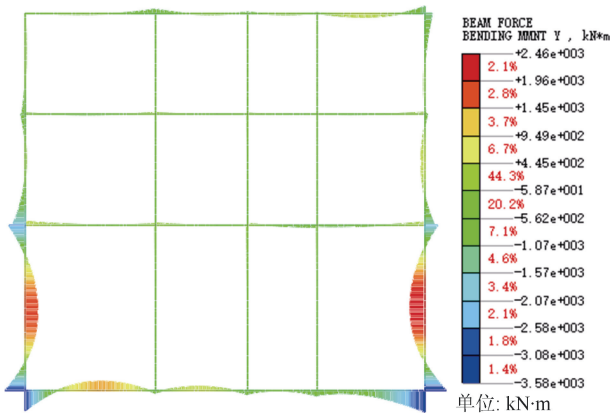 BEAM FORCE
BENDING MMNT Y , kN*m
+2.46e+003
2.1%
+1.96e+003
2.8%
+1.45e+003
3.7%
+9.49e+002
6.7%
+4.45e+002
44.3%
-5.87e+001
20.2%
-5.62e+002
7.1%
-1.07e+003
4.6%
-1.57e+003
3.4%
-2.07e+003
2.1%
-2.58e+003
1.8%
-3.08e+003
1.4%
-3.58e+003
单位: kN·m